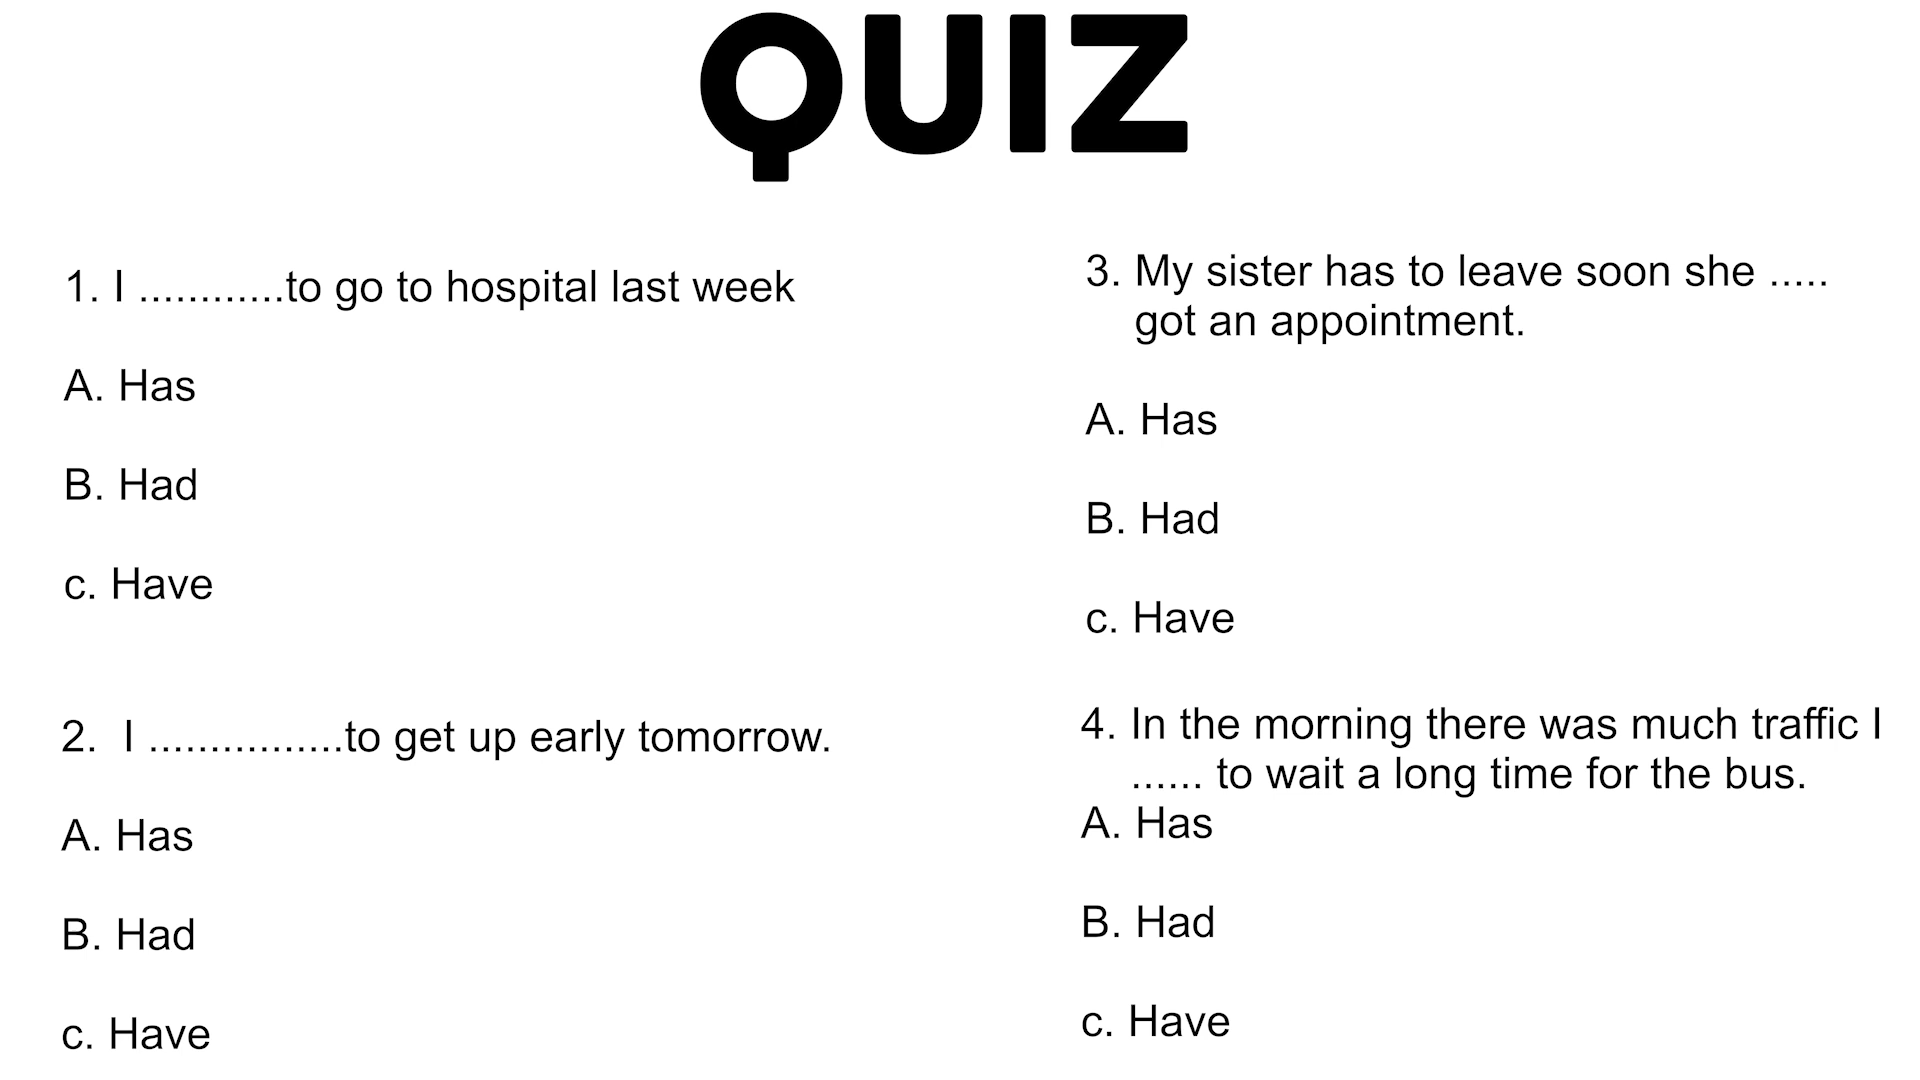 QUIZ
1. I ............to go to hospital last week
A. Has
B. Had
c. Have
2. I ................to get up early tomorrow.
A. Has
B. Had
c. Have
3. My sister has to leave soon she .....
got an appointment.
A. Has
B. Had
c. Have
4. In the morning there was much traffic I
...... to wait a long time for the bus.
A. Has
B. Had
c. Have